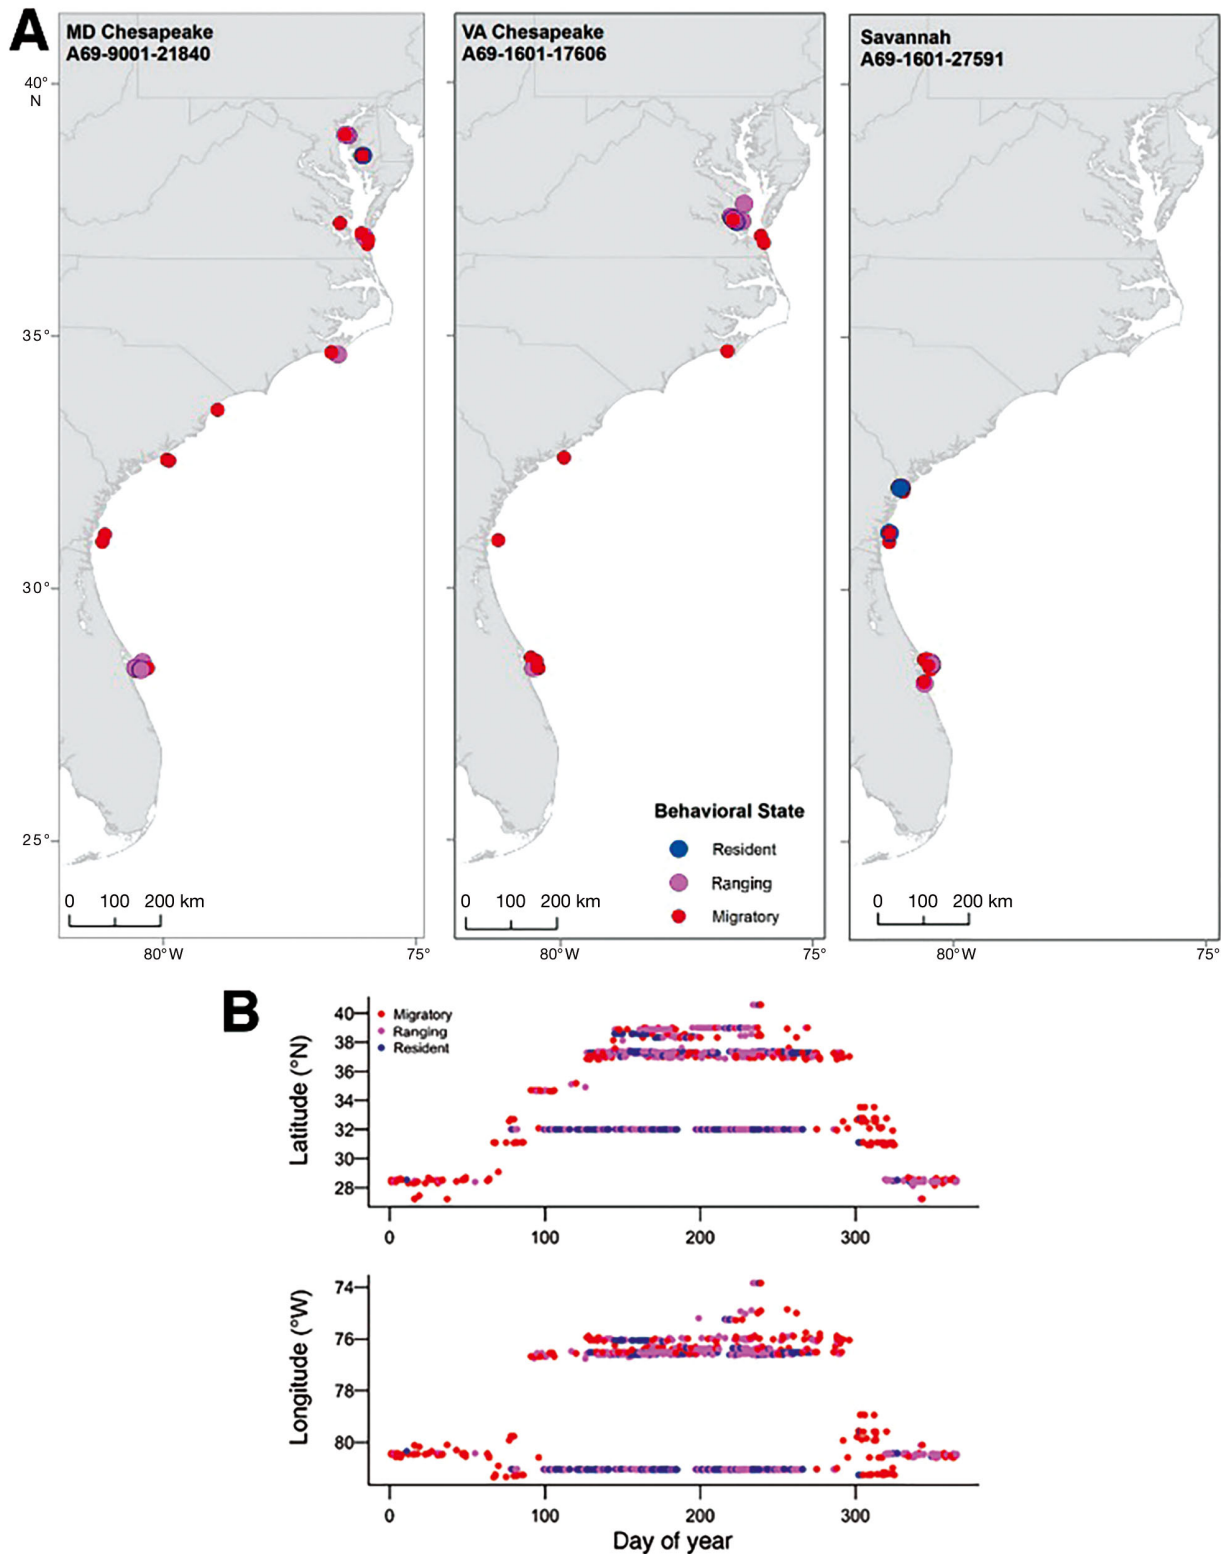 A
MD Chesapeake
A69-9001-21840
VA Chesapeake
A69-1601-17606
Savannah
A69-1601-27591
40°
N
35°
30°
25°
Behavioral State
Resident
Ranging
Migratory
0 100 200 km
0 100 200 km
0 100 200 km
80°W 75°
80°W 75°
80°W 75°
B
Migratory
Ranging
Resident
Latitude (°N)
40
38
36
34
32
30
28
0 100 200 300
Longitude (°W)
74
76
78
80
0 100 200 300
Day of year